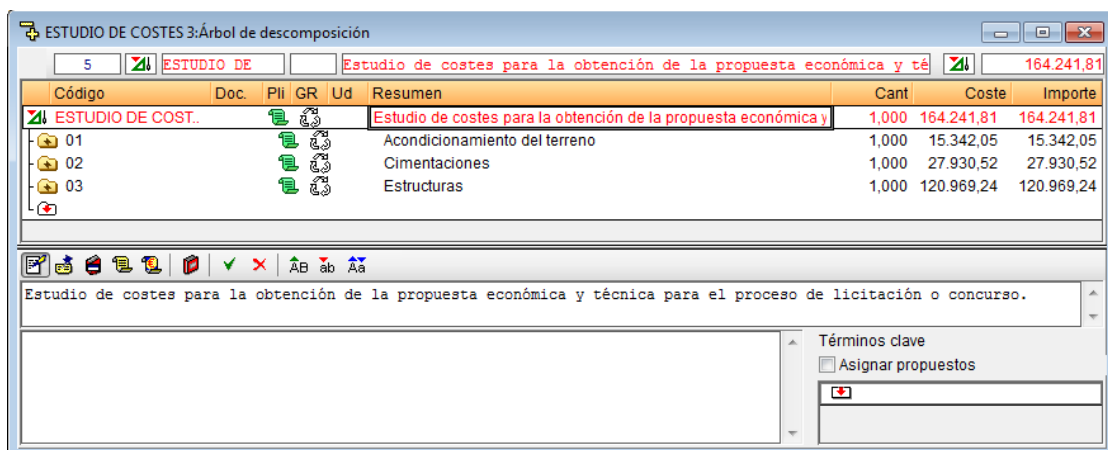 ESTUDIO DE COSTES 3:Árbol de descomposición
5 ESTUDIO DE Estudio de costes para la obtención de la propuesta económica y té 164.241,81
Código Doc. Pli GR Ud Resumen Cant Coste Importe
ESTUDIO DE COST.. Estudio de costes para la obtención de la propuesta económica y 1,000 164.241,81 164.241,81
01 Acondicionamiento del terreno 1,000 15.342,05 15.342,05
02 Cimentaciones 1,000 27.930,52 27.930,52
03 Estructuras 1,000 120.969,24 120.969,24
ÂB ãb Ãã
Estudio de costes para la obtención de la propuesta económica y técnica para el proceso de licitación o concurso.
Términos clave
Asignar propuestos